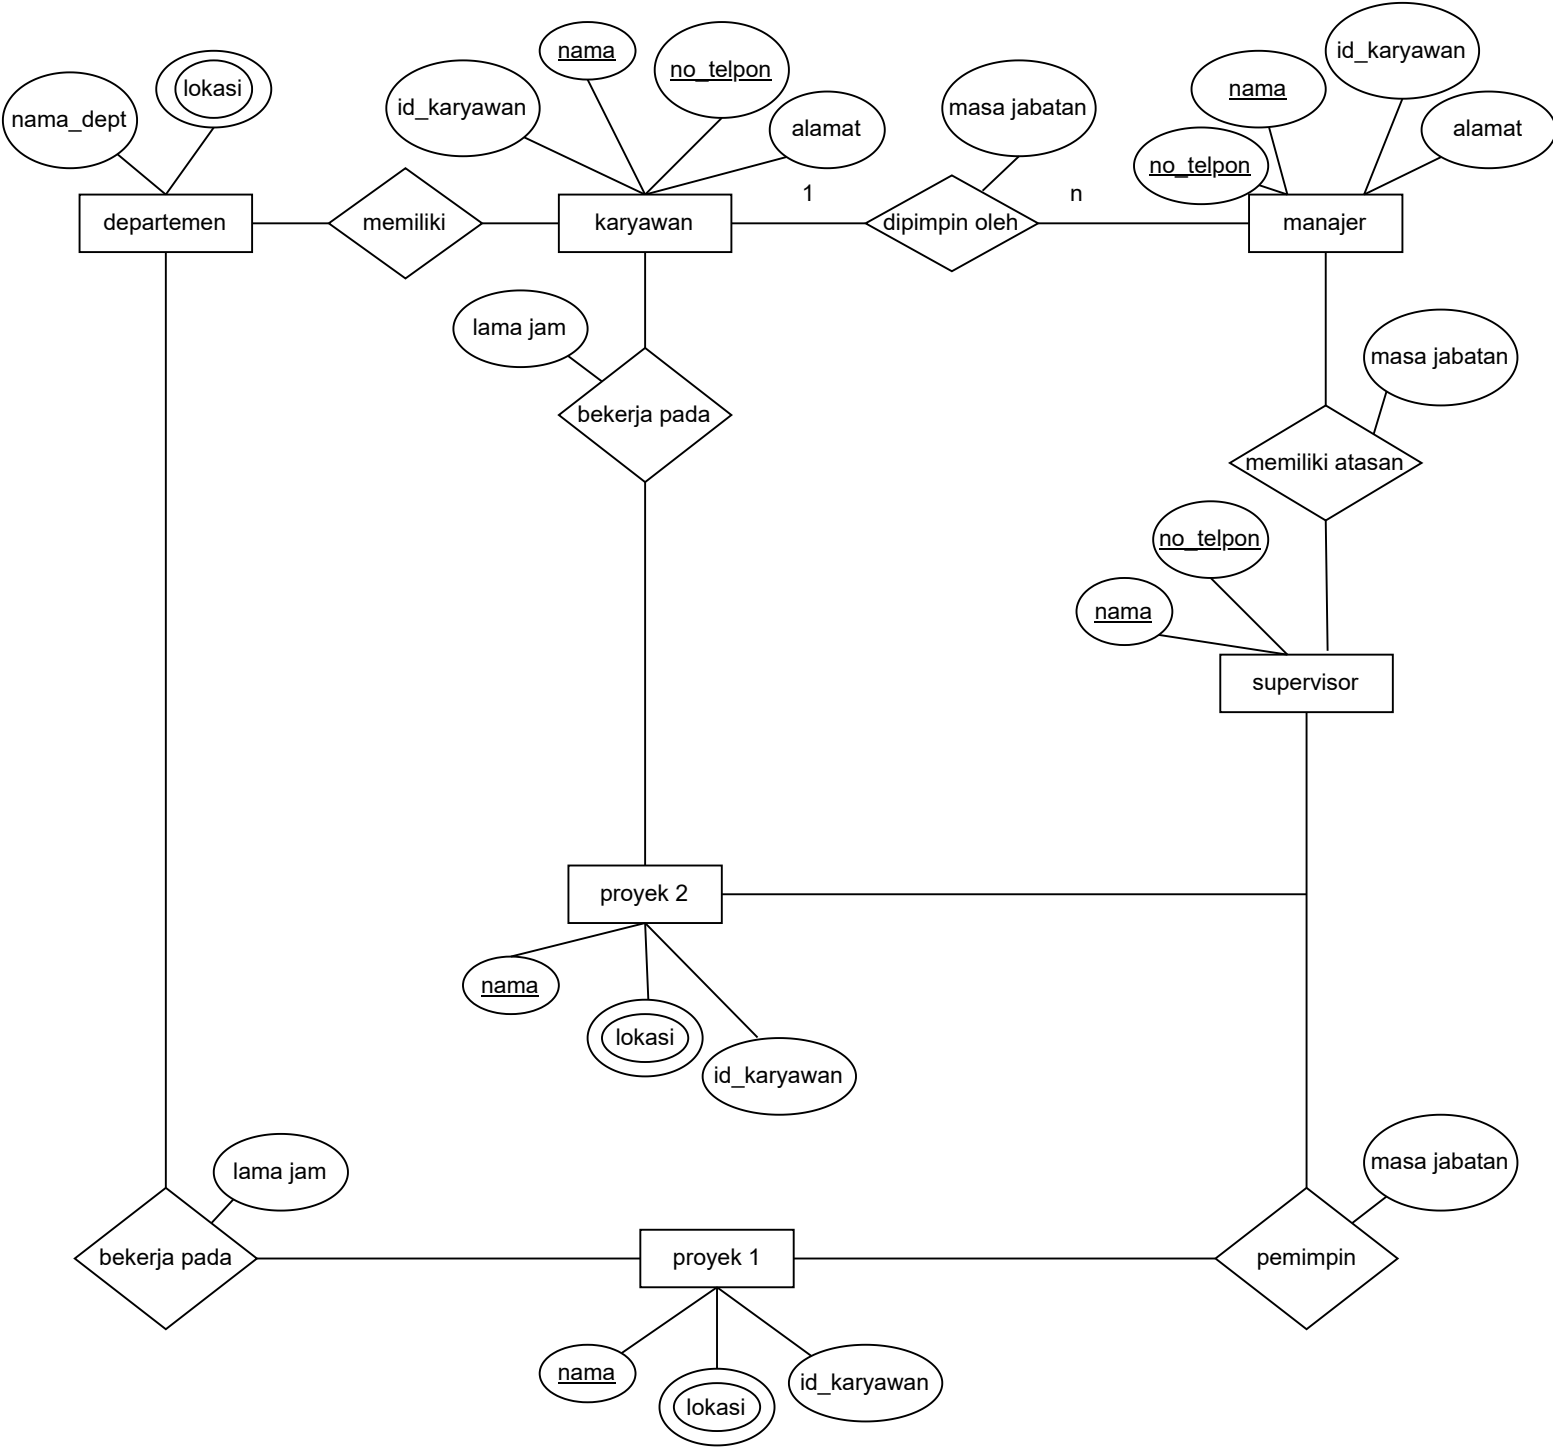 nama
id_karyawan
lokasi
no_telpon
nama
nama_dept
id_karyawan
masa jabatan
alamat
alamat
no_telpon
1
n
departemen
memiliki
karyawan
dipimpin oleh
manajer
lama jam
masa jabatan
bekerja pada
memiliki atasan
no_telpon
nama
supervisor
proyek 2
nama
lokasi
id_karyawan
lama jam
masa jabatan
bekerja pada
proyek 1
pemimpin
nama
id_karyawan
lokasi